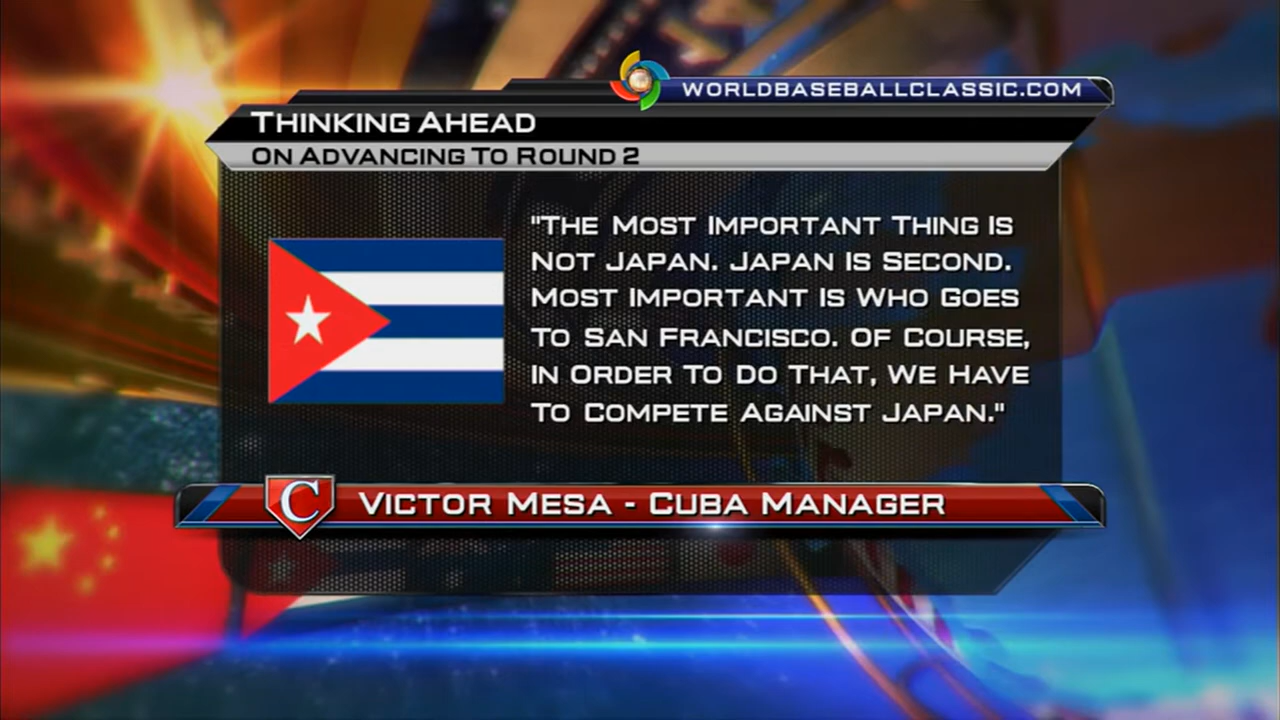 WORLDBASEBALLCLASSIC.COM
THINKING AHEAD
ON ADVANCING TO ROUND 2
"THE MOST IMPORTANT THING IS
NOT JAPAN. JAPAN IS SECOND.
MOST IMPORTANT IS WHO GOES
TO SAN FRANCISCO. OF COURSE,
IN ORDER TO DO THAT, WE HAVE
TO COMPETE AGAINST JAPAN."
C VICTOR MESA - CUBA MANAGER